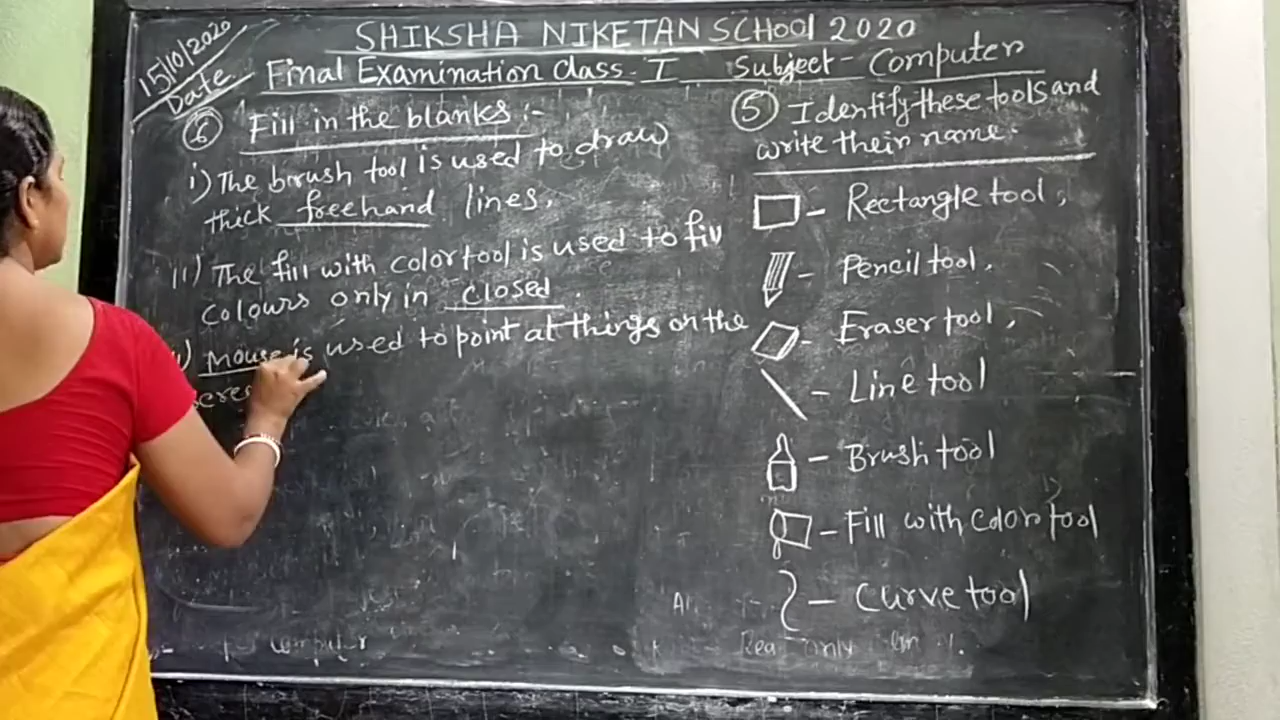 SHIKSHA NIKETAN SCHOOL 2020
15/10/2020
Date
Final Examination Class - I Subject - Computer
⑥ Fill in the blanks :-
i) The brush tool is used to draw
thick freehand lines.
ii) The fill with color tool is used to fill
colours only in closed.
Mouse is used to point at things on the
⑤ Identify these tools and
write their name.
- Rectangle tool,
- Pencil tool.
- Eraser tool,
- Line tool
- Brush tool
- Fill with color tool
- Curve tool
computer
only